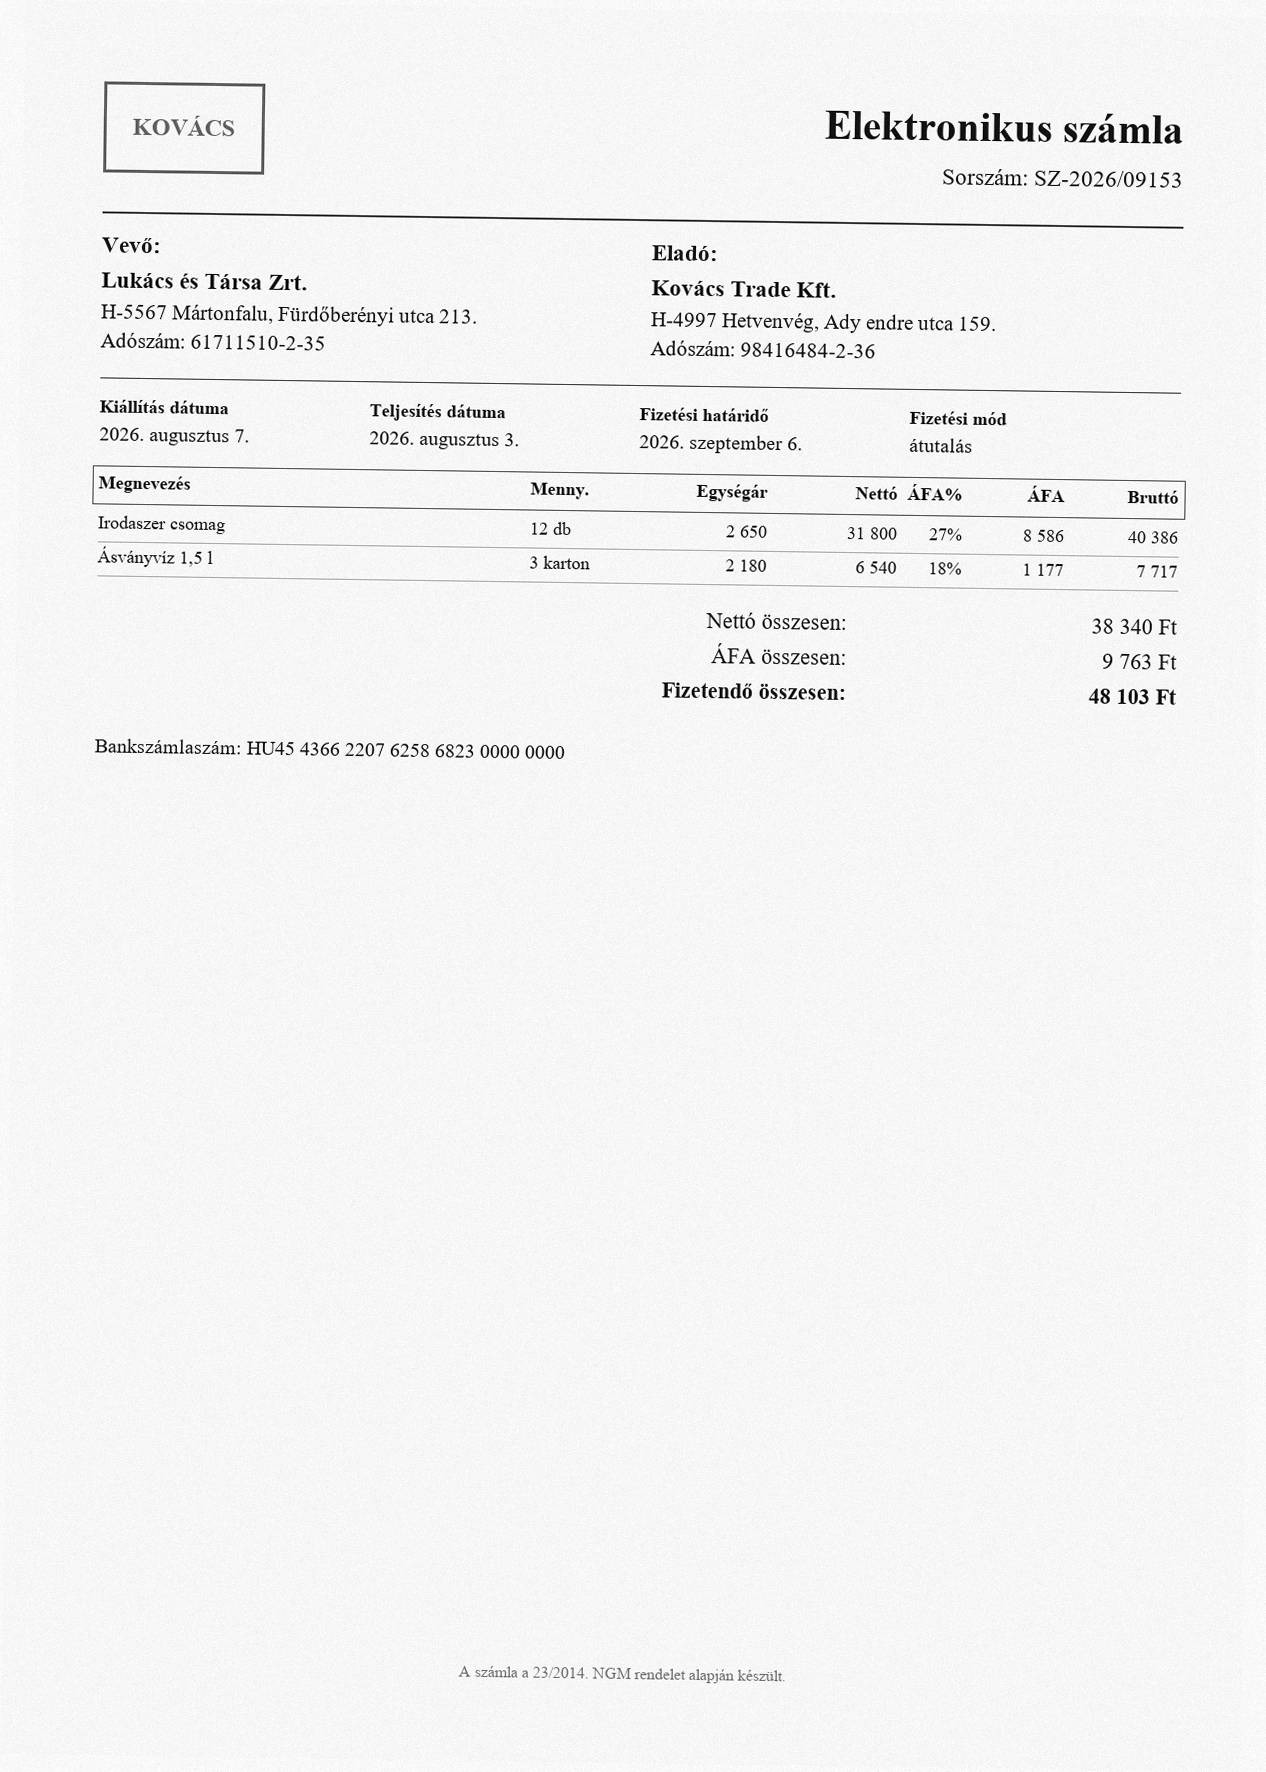 KOVÁCS
Elektronikus számla
Sorszám: SZ-2026/09153
Vevő:
Lukács és Társa Zrt.
H-5567 Mártonfalu, Fürdőberényi utca 213.
Adószám: 61711510-2-35
Eladó:
Kovács Trade Kft.
H-4997 Hetvenvég, Ady endre utca 159.
Adószám: 98416484-2-36
Kiállítás dátuma Teljesítés dátuma Fizetési határidő Fizetési mód
2026. augusztus 7. 2026. augusztus 3. 2026. szeptember 6. átutalás
Megnevezés Menny. Egységár Nettó ÁFA% ÁFA Bruttó
Irodaszer csomag 12 db 2 650 31 800 27% 8 586 40 386
Ásványvíz 1,5 l 3 karton 2 180 6 540 18% 1 177 7 717
Nettó összesen: 38 340 Ft
ÁFA összesen: 9 763 Ft
Fizetendő összesen: 48 103 Ft
Bankszámlaszám: HU45 4366 2207 6258 6823 0000 0000
A számla a 23/2014. NGM rendelet alapján készült.